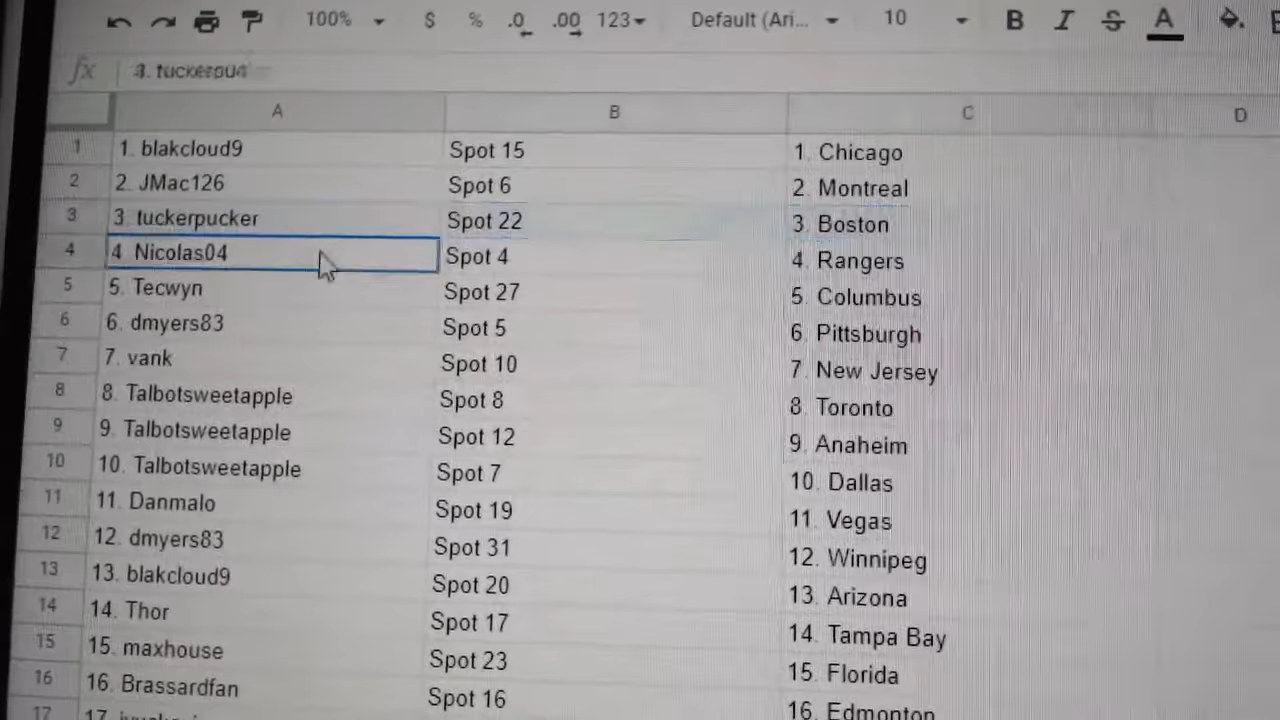 100% $ % .0 .00 123 Default (Ari... 10 B I S A
fx 3. tuckerpu
A B C D
1 1. blakcloud9 Spot 15 1. Chicago
2 2. JMac126 Spot 6 2. Montreal
3 3. tuckerpucker Spot 22 3. Boston
4 4. Nicolas04 Spot 4 4. Rangers
5 5. Tecwyn Spot 27 5. Columbus
6 6. dmyers83 Spot 5 6. Pittsburgh
7 7. vank Spot 10 7. New Jersey
8 8. Talbotsweetapple Spot 8 8. Toronto
9 9. Talbotsweetapple Spot 12 9. Anaheim
10 10. Talbotsweetapple Spot 7 10. Dallas
11 11. Danmalo Spot 19 11. Vegas
12 12. dmyers83 Spot 31 12. Winnipeg
13 13. blakcloud9 Spot 20 13. Arizona
14 14. Thor Spot 17 14. Tampa Bay
15 15. maxhouse Spot 23 15. Florida
16 16. Brassardfan Spot 16 16. Edmonton
17 17.